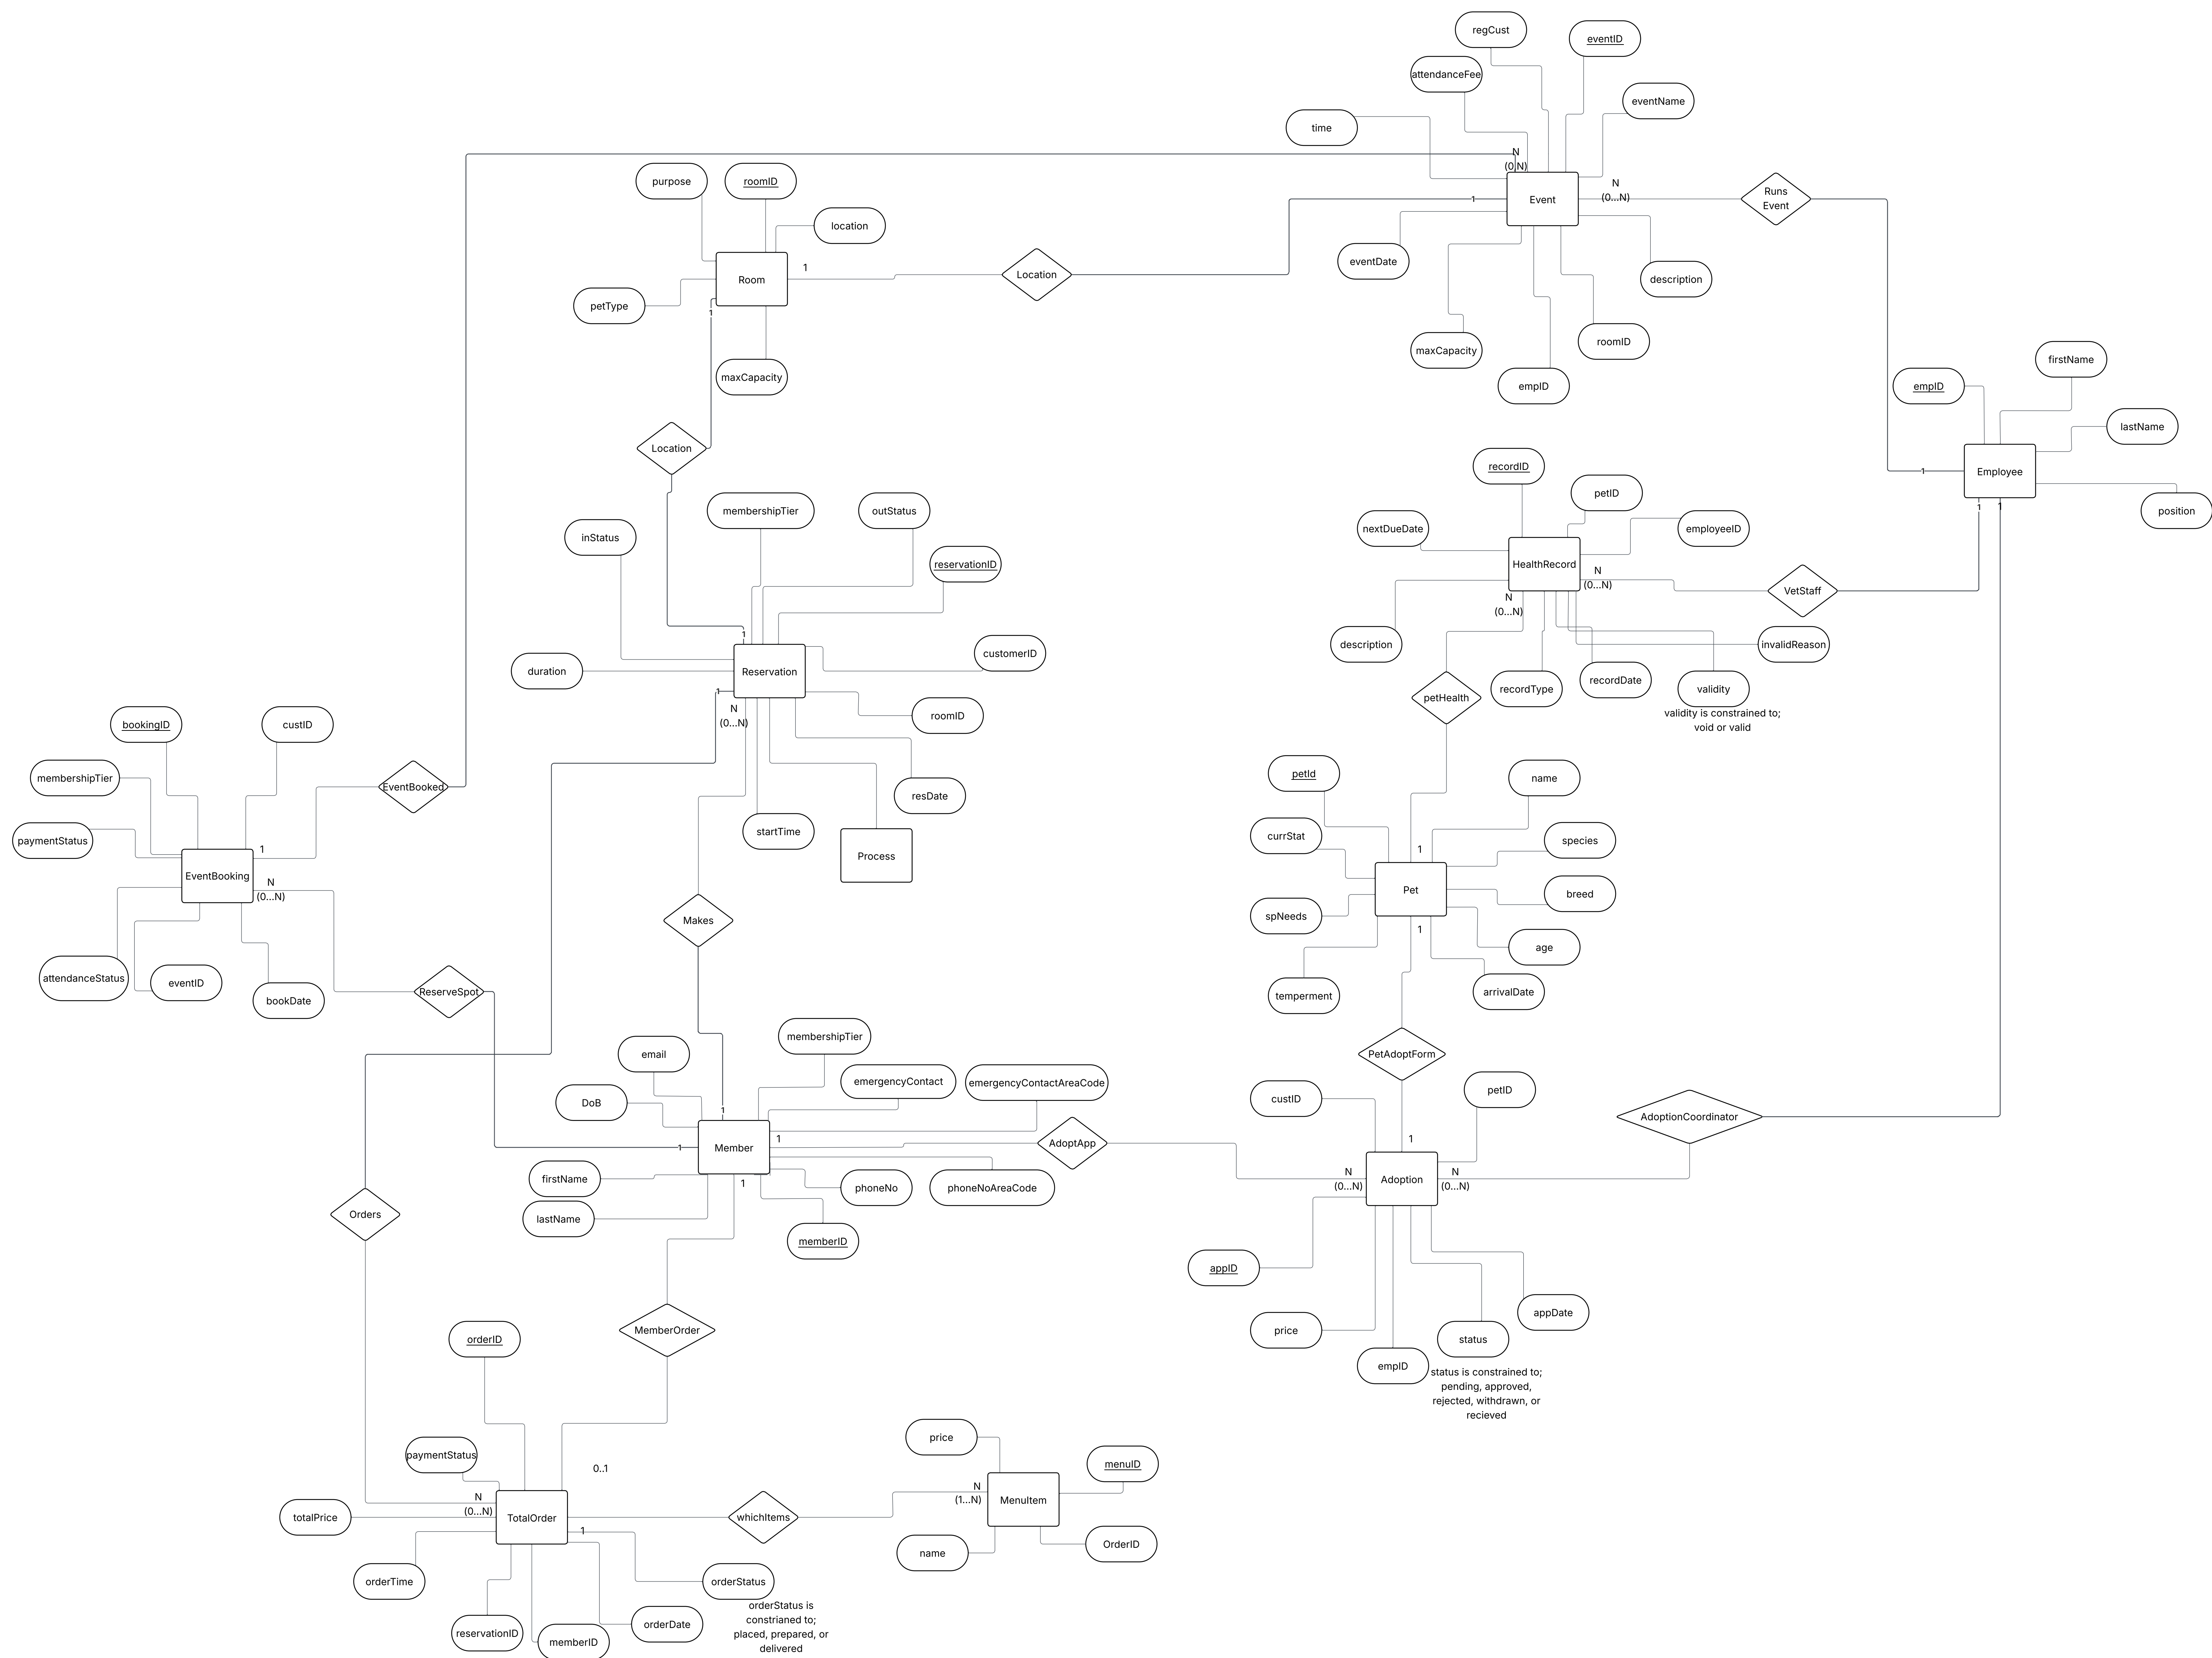 regCust
eventID
attendanceFee
eventName
time
N
(0,N)
purpose
roomID
N
(0...N)
Runs
Event
1
Event
location
1
Location
eventDate
description
Room
petType
1
roomID
maxCapacity
maxCapacity
empID
firstName
empID
lastName
Location
recordID
1
Employee
petID
membershipTier
outStatus
1
1
position
nextDueDate
employeeID
inStatus
reservationID
HealthRecord
N
(0...N)
VetStaff
N
(0...N)
1
description
invalidReason
customerID
duration
Reservation
recordType
recordDate
validity
petHealth
1
N
(0...N)
roomID
validity is constrained to;
void or valid
bookingID
custID
membershipTier
EventBooked
petId
name
resDate
startTime
currStat
species
paymentStatus
1
Process
1
EventBooking
N
(0...N)
Pet
breed
spNeeds
Makes
1
age
attendanceStatus
eventID
bookDate
ReserveSpot
temperment
arrivalDate
membershipTier
email
PetAdoptForm
emergencyContact
emergencyContactAreaCode
custID
petID
DoB
1
AdoptionCoordinator
1
Member
1
AdoptApp
1
N
(0...N)
Adoption
N
(0...N)
firstName
1
phoneNo
phoneNoAreaCode
lastName
Orders
memberID
appID
appDate
MemberOrder
price
orderID
status
empID
status is constrained to;
pending, approved,
rejected, withdrawn, or
recieved
price
paymentStatus
0..1
menuID
N
(0...N)
N
(1...N)
MenuItem
totalPrice
TotalOrder
whichItems
1
name
OrderID
orderTime
orderStatus
orderStatus is
constrianed to;
placed, prepared, or
delivered
reservationID
memberID
orderDate